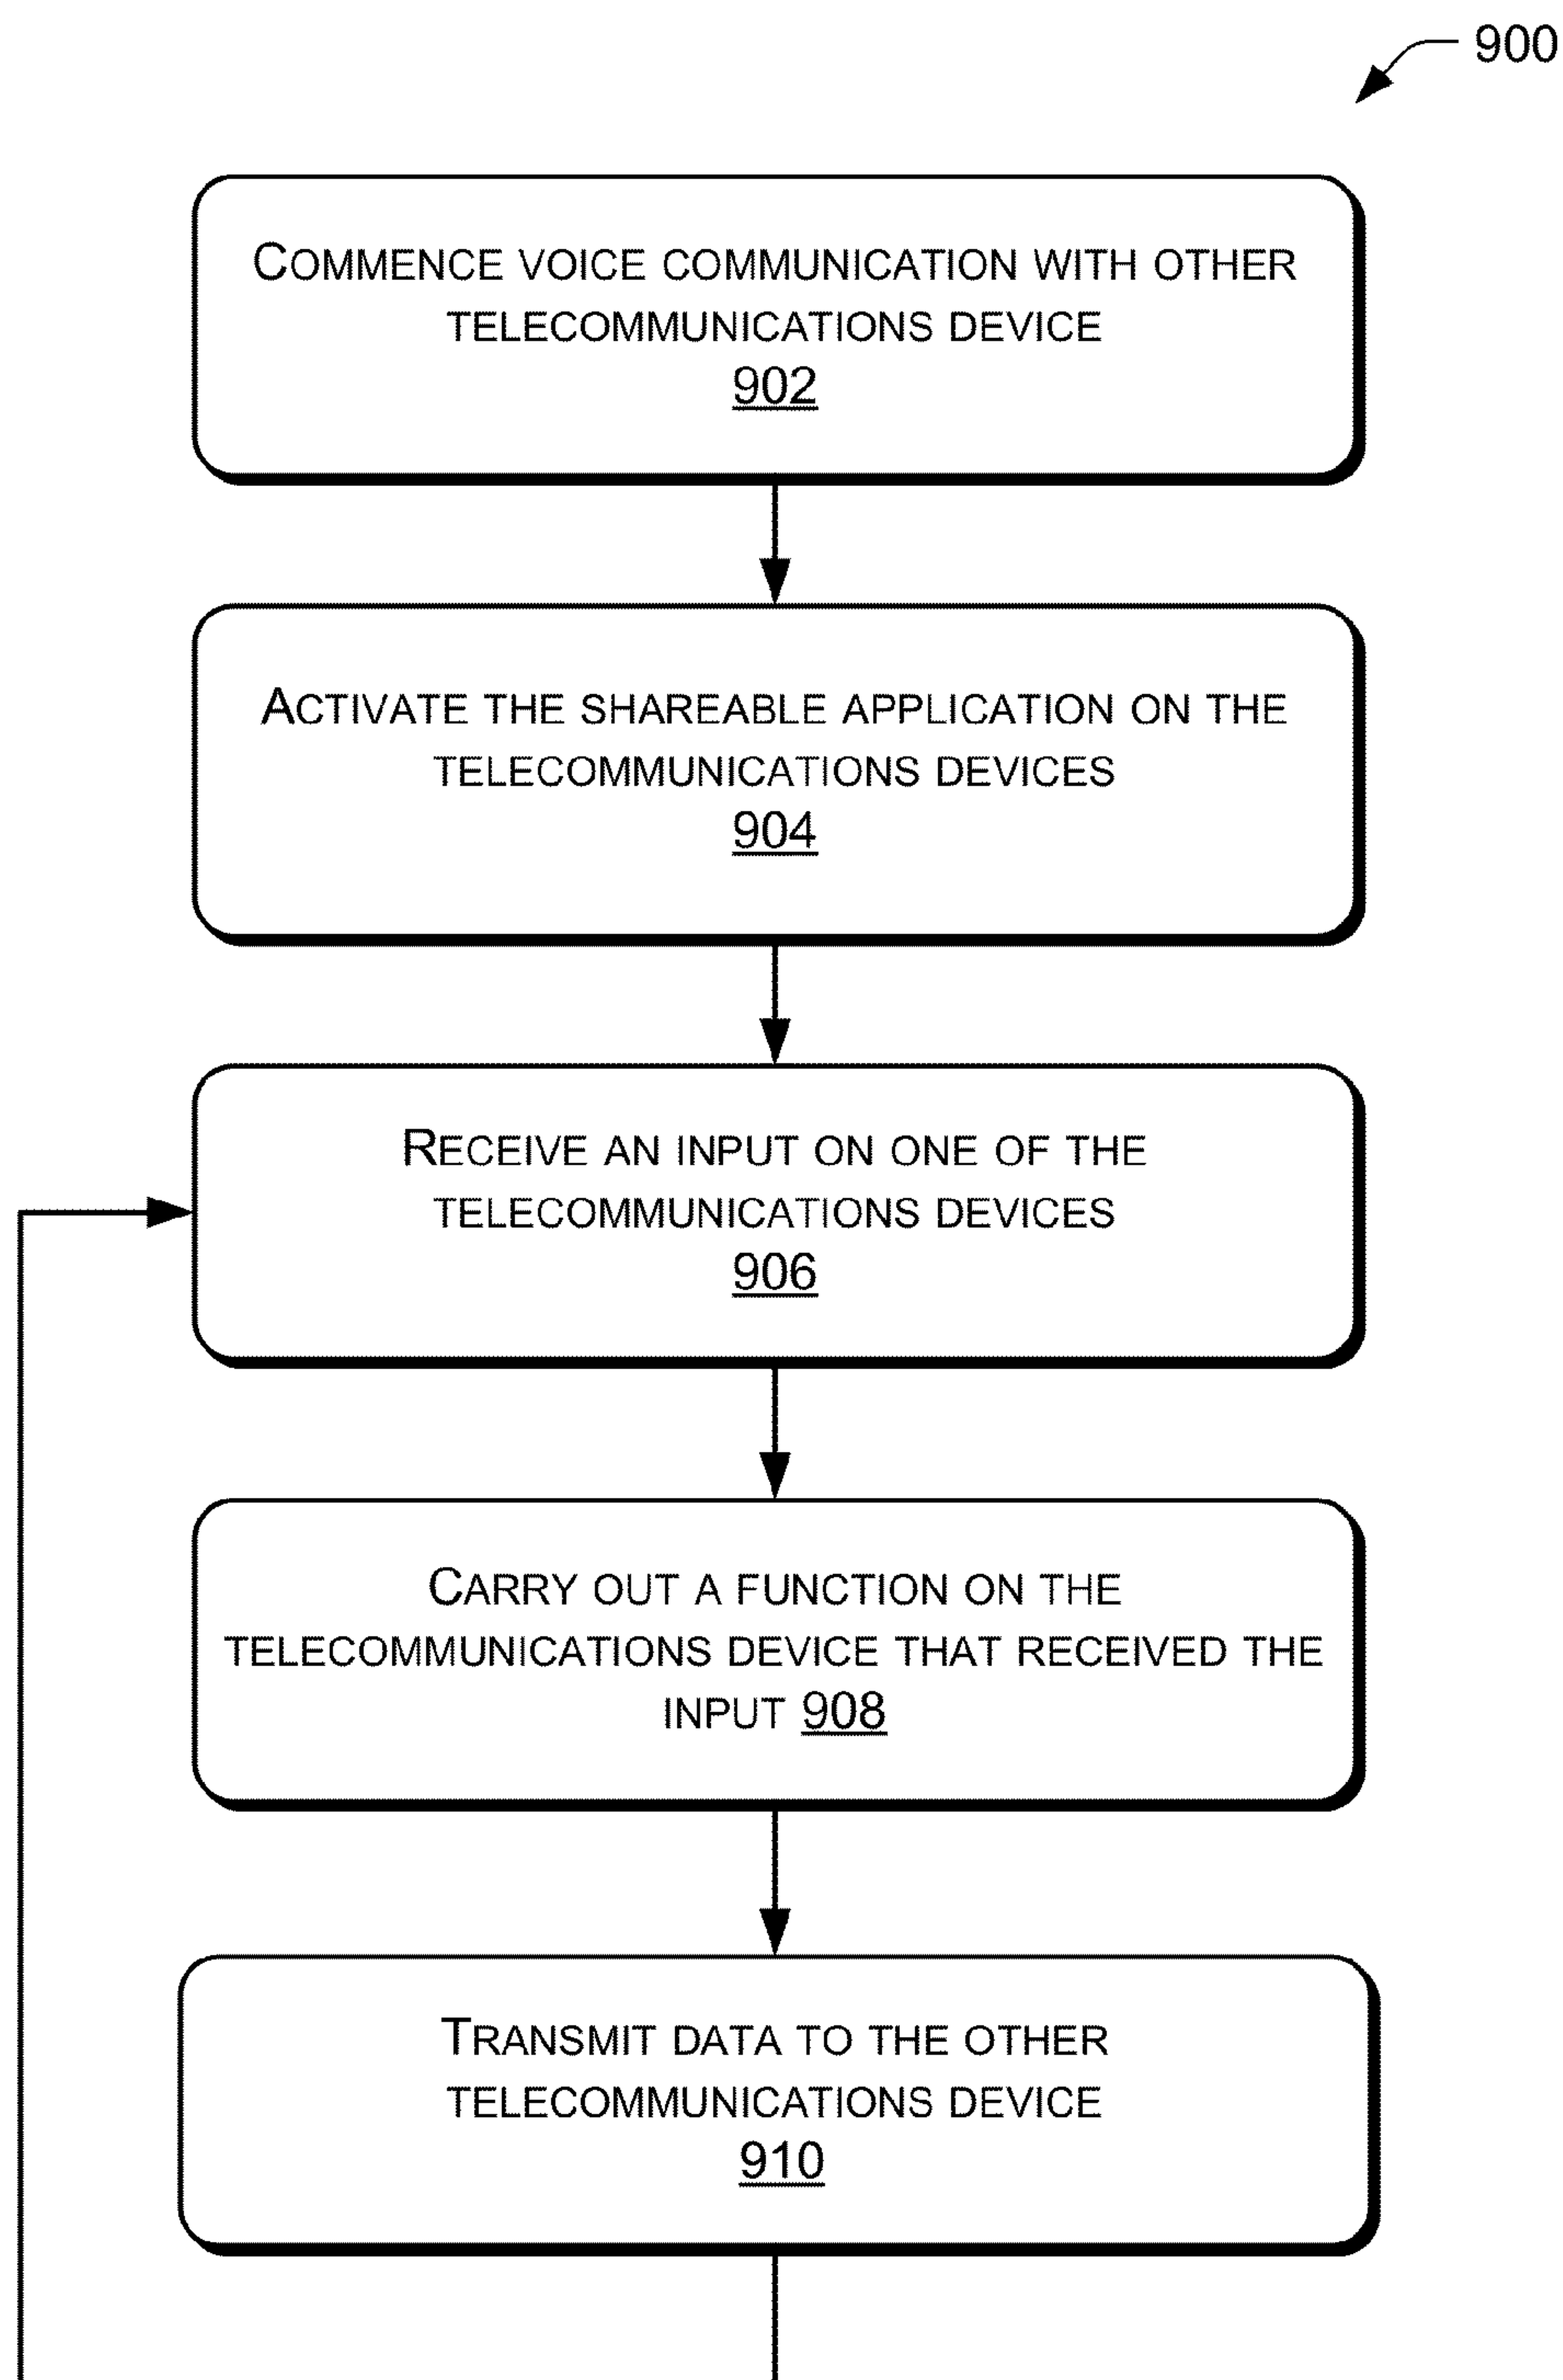 900
COMMENCE VOICE COMMUNICATION WITH OTHER
TELECOMMUNICATIONS DEVICE
902
ACTIVATE THE SHAREABLE APPLICATION ON THE
TELECOMMUNICATIONS DEVICES
904
RECEIVE AN INPUT ON ONE OF THE
TELECOMMUNICATIONS DEVICES
906
CARRY OUT A FUNCTION ON THE
TELECOMMUNICATIONS DEVICE THAT RECEIVED THE
INPUT 908
TRANSMIT DATA TO THE OTHER
TELECOMMUNICATIONS DEVICE
910